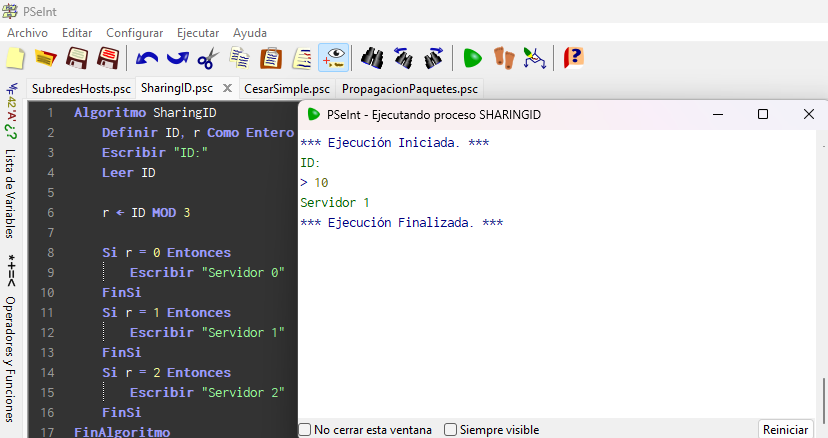 PSeInt
Archivo Editar Configurar Ejecutar Ayuda
SubredesHosts.psc SharingID.psc CesarSimple.psc PropagacionPaquetes.psc
Lista de Variables
*+=< Operadores y Funciones
1 Algoritmo SharingID
2 Definir ID, r Como Entero
3 Escribir "ID:"
4 Leer ID
5
6 r ← ID MOD 3
7
8 Si r = 0 Entonces
9 Escribir "Servidor 0"
10 FinSi
11 Si r = 1 Entonces
12 Escribir "Servidor 1"
13 FinSi
14 Si r = 2 Entonces
15 Escribir "Servidor 2"
16 FinSi
17 FinAlgoritmo
PSeInt - Ejecutando proceso SHARINGID
*** Ejecución Iniciada. ***
ID:
> 10
Servidor 1
*** Ejecución Finalizada. ***
No cerrar esta ventana Siempre visible Reiniciar